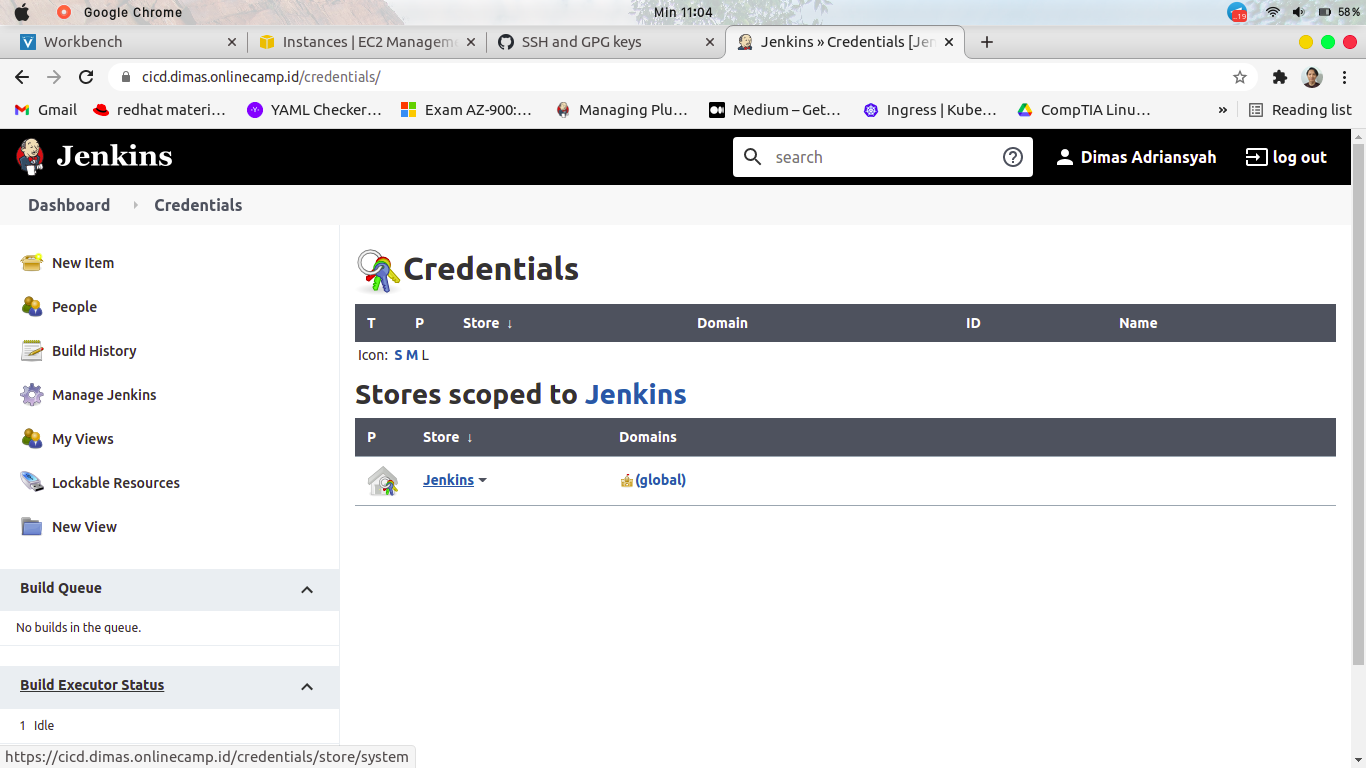 Google Chrome Min 11:04 19 58%
Workbench Instances | EC2 Managem SSH and GPG keys Jenkins » Credentials [Jen
cicd.dimas.onlinecamp.id/credentials/
Gmail redhat materi... YAML Checker... Exam AZ-900:... Managing Plu... Medium – Get... Ingress | Kube... CompTIA Linu... » Reading list
Jenkins search Dimas Adriansyah log out
Dashboard Credentials
New Item
People
Build History
Manage Jenkins
My Views
Lockable Resources
New View
Build Queue
No builds in the queue.
Build Executor Status
1 Idle
Credentials
T P Store ↓ Domain ID Name
Icon: S M L
Stores scoped to Jenkins
P Store ↓ Domains
Jenkins (global)
https://cicd.dimas.onlinecamp.id/credentials/store/system